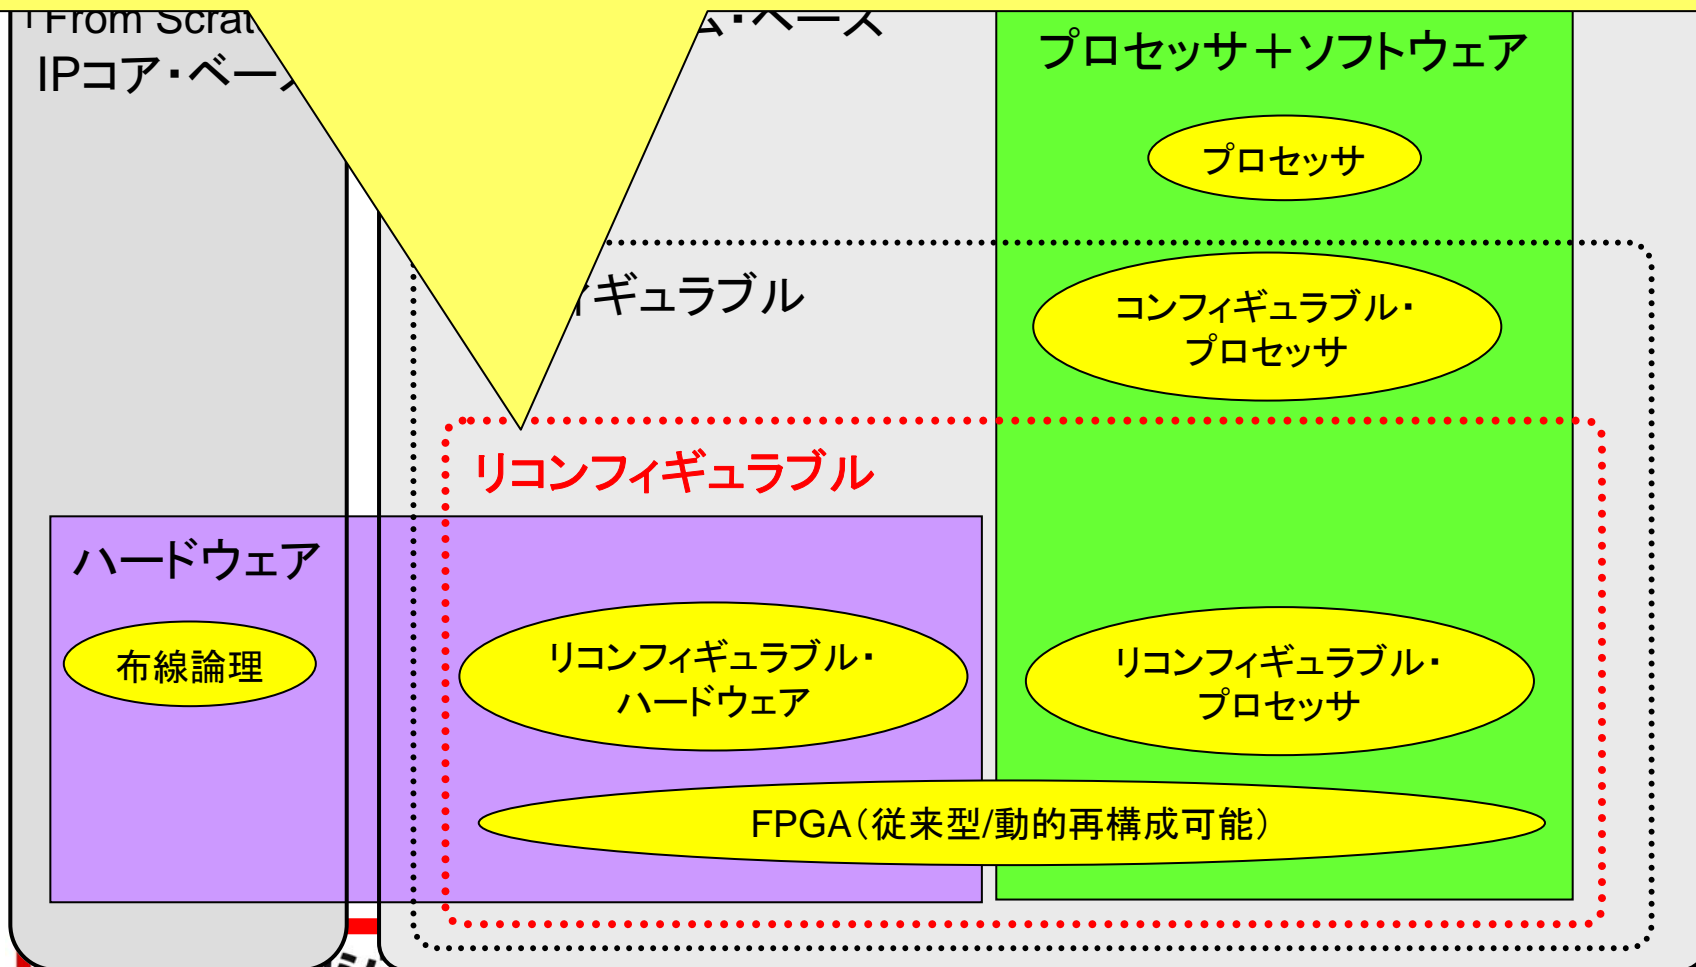 From
IPコア・ベー
ム・ベース
プロセッサ＋ソフトウェア
プロセッサ
ィギュラブル
コンフィギュラブル・
プロセッサ
リコンフィギュラブル
ハードウェア
布線論理
リコンフィギュラブル・
ハードウェア
リコンフィギュラブル・
プロセッサ
FPGA（従来型/動的再構成可能）